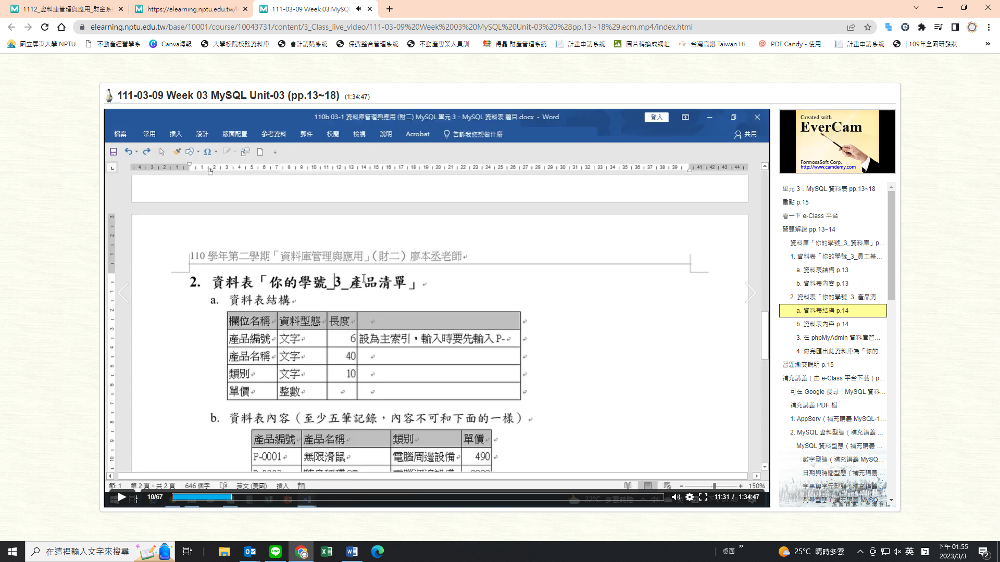 1112_資料庫管理與應用_財金系
https://elearning.nptu.edu.tw/
111-03-09 Week 03 MySQL
elearning.nptu.edu.tw/base/10001/course/10043731/content/3_Class_live_video/111-03-09%20Week%2003%20MySQL%20Unit-03%20%28pp.13~18%29.ecm.mp4/index.html
國立屏東大學 NPTU
不動產經營學系
Canva海報
大學校院校務資料庫
會計請購系統
保費整合管理系統
不動產專業人員訓...
得晶 財產管理系統
計畫申請系統
圖片轉換成網址
台灣高鐵 Taiwan Hi...
PDF Candy - 使用...
計畫申請系統
[ 109年全國研發狀...
111-03-09 Week 03 MySQL Unit-03 (pp.13~18) (1:34:47)
110b 03-1 資料庫管理與應用 (財二) MySQL 單元 3：MySQL 資料表 題目.docx - Word
登入
檔案 常用 插入 設計 版面配置 參考資料 郵件 校閱 檢視 說明 Acrobat 告訴我您想做什麼 共用
110 學年第二學期「資料庫管理與應用」（財二）廖本丞老師
2. 資料表「你的學號_3_產品清單」
a. 資料表結構
欄位名稱 資料型態 長度
產品編號 文字 6 設為主索引，輸入時要先輸入 P-
產品名稱 文字 40
類別 文字 10
單價 整數
b. 資料表內容（至少五筆記錄，內容不可和下面的一樣）
產品編號 產品名稱 類別 單價
P-0001 無限滑鼠 電腦周邊設備 490
節: 1 第 2 頁，共 2 頁 646 個字 英文 (美國) 插入 150%
10/67
11:31 / 1:34:47
Created with
EverCam
FormosaSoft Corp.
http://www.camdemy.com
單元 3：MySQL 資料表 pp.13~18
重點 p.15
看一下 e-Class 平台
習題解說 pp.13~14
資料庫「你的學號_3_資料庫」p...
1. 資料表「你的學號_3_員工基...
a. 資料表結構 p.13
b. 資料表內容 p.13
2. 資料表「你的學號_3_產品清...
a. 資料表結構 p.14
b. 資料表內容 p.14
3. 在 phpMyAdmin 資料庫管...
4. 做完匯出此資料庫為「你的...
習題繳交說明 p.15
補充講義（由 e-Class 平台下載）p...
可在 Google 搜尋「MySQL 資料...
補充講義 PDF 檔
1. AppServ（補充講義 MySQL-1...
2. MySQL 資料型態（補充講義 ...
MySQL 資料型態（補充講義 ...
數字型態（補充講義 MySQ...
日期與時間型態（補充講義 ...
字串與字元型態（補充講義 ...
列舉型態（補充講義 MySQ...
在這裡輸入文字來搜尋
桌面
25°C 晴時多雲
英
下午 01:55
2023/3/3
2